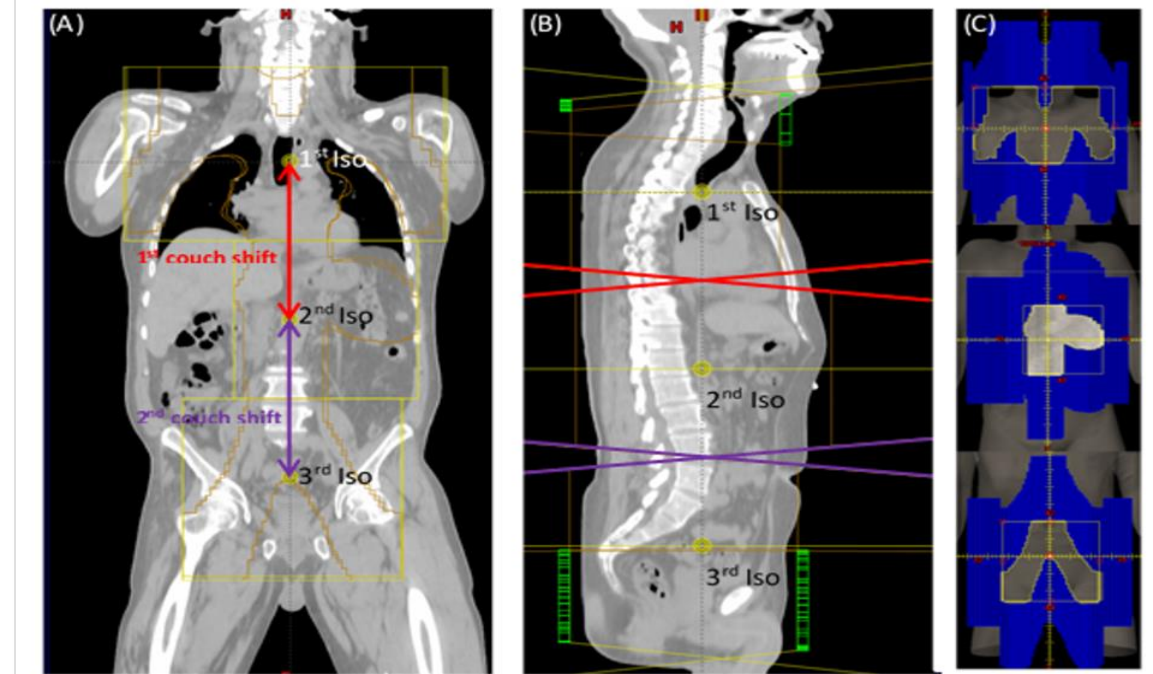 (A)
H
1st Iso
1st couch shift
2nd Iso
2nd couch shift
3rd Iso
(B)
H
1st Iso
2nd Iso
3rd Iso
(C)